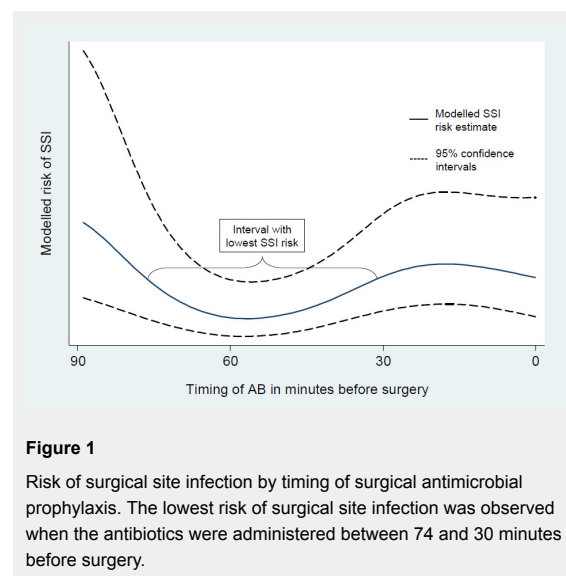 Modelled risk of SSI
Modelled SSI
risk estimate
95% confidence
intervals
Interval with
lowest SSI risk
90 60 30 0
Timing of AB in minutes before surgery
Figure 1
Risk of surgical site infection by timing of surgical antimicrobial
prophylaxis. The lowest risk of surgical site infection was observed
when the antibiotics were administered between 74 and 30 minutes
before surgery.